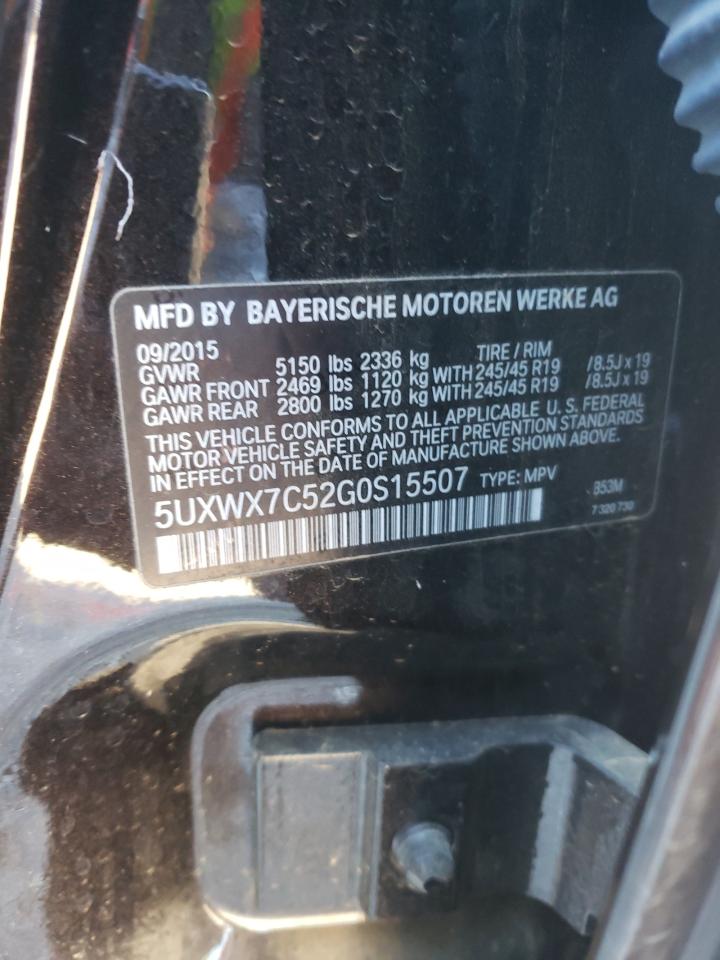 MFD BY BAYERISCHE MOTOREN WERKE AG
09/2015 TIRE / RIM
GVWR 5150 lbs 2336 kg
GAWR FRONT 2469 lbs 1120 kg WITH 245/45 R19 /8.5J x 19
GAWR REAR 2800 lbs 1270 kg WITH 245/45 R19 /8.5J x 19
THIS VEHICLE CONFORMS TO ALL APPLICABLE U. S. FEDERAL
MOTOR VEHICLE SAFETY AND THEFT PREVENTION STANDARDS
IN EFFECT ON THE DATE OF MANUFACTURE SHOWN ABOVE.
5UXWX7C52G0S15507 TYPE: MPV B53M
7 320 730